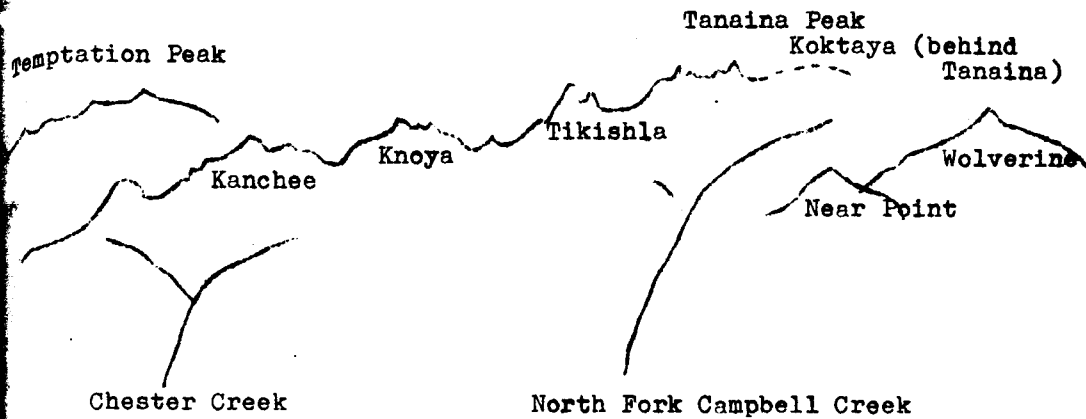 Tanaina Peak
Koktaya (behind
Tanaina)
Temptation Peak
Tikishla
Knoya
Wolverine
Kanchee
Near Point
Chester Creek
North Fork Campbell Creek